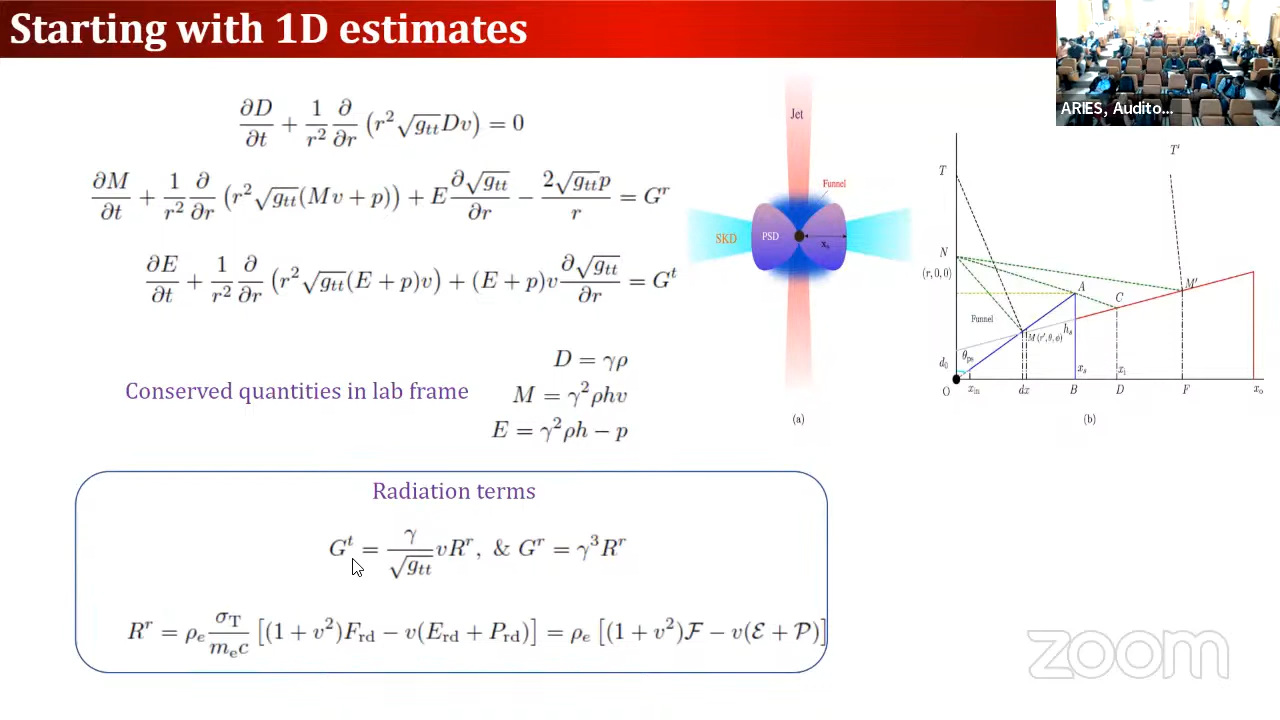 Starting with 1D estimates
ARIES, Audito...
∂D/∂t + 1/r² ∂/∂r (r²√g_tt Dv) = 0
∂M/∂t + 1/r² ∂/∂r (r²√g_tt (Mv + p)) + E ∂√g_tt/∂r − 2√g_tt p/r = G^r
∂E/∂t + 1/r² ∂/∂r (r²√g_tt (E + p)v) + (E + p)v ∂√g_tt/∂r = G^t
Conserved quantities in lab frame
D = γρ
M = γ²ρhv
E = γ²ρh − p
Radiation terms
G^t = γ/√g_tt vR^r, & G^r = γ³R^r
R^r = ρ_e σ_T/m_e c [(1 + v²)F_rd − v(E_rd + P_rd)] = ρ_e [(1 + v²)ℱ − v(ℰ + 𝒫)]
Jet
Funnel
SKD
PSD
x_s
(a)
T'
T
N
(r, 0, 0)
A
C
M'
Funnel
h_s
M(r', θ, φ)
θ_ps
d_0
x_s
x_i
O
x_in
dx
B
D
F
x_o
(b)
zoom